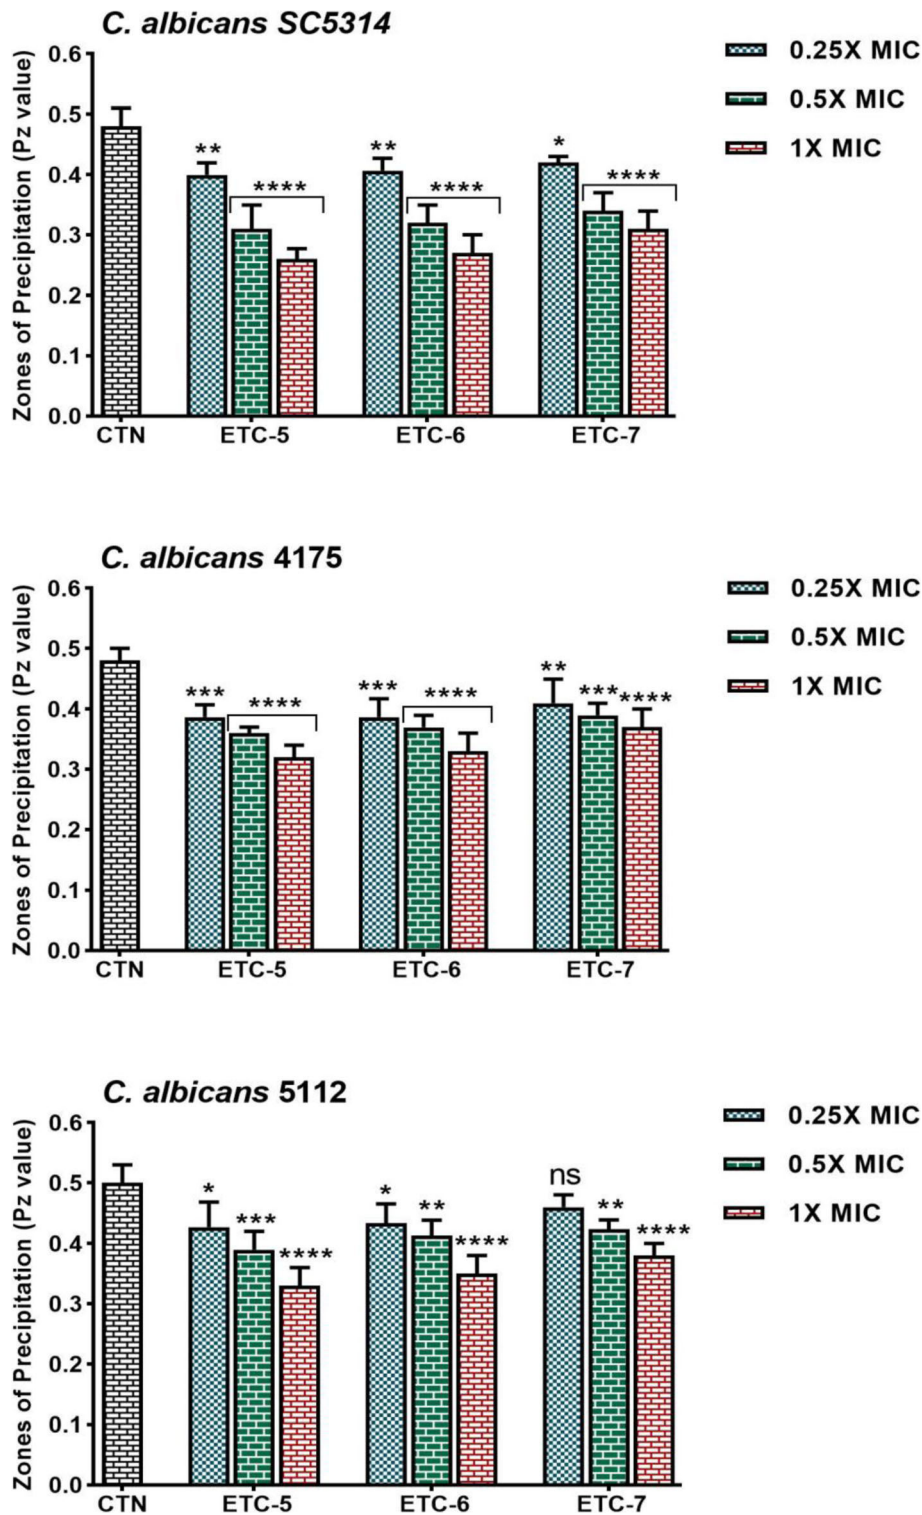 C. albicans SC5314
Zones of Precipitation (Pz value)
0.6
0.5
0.4
0.3
0.2
0.1
0.0
** **** ** **** * ****
CTN ETC-5 ETC-6 ETC-7
0.25X MIC
0.5X MIC
1X MIC
C. albicans 4175
Zones of Precipitation (Pz value)
0.6
0.5
0.4
0.3
0.2
0.1
0.0
*** **** *** **** ** *** ****
CTN ETC-5 ETC-6 ETC-7
0.25X MIC
0.5X MIC
1X MIC
C. albicans 5112
Zones of Precipitation (Pz value)
0.6
0.5
0.4
0.3
0.2
0.1
0.0
* *** **** * ** **** ns ** ****
CTN ETC-5 ETC-6 ETC-7
0.25X MIC
0.5X MIC
1X MIC